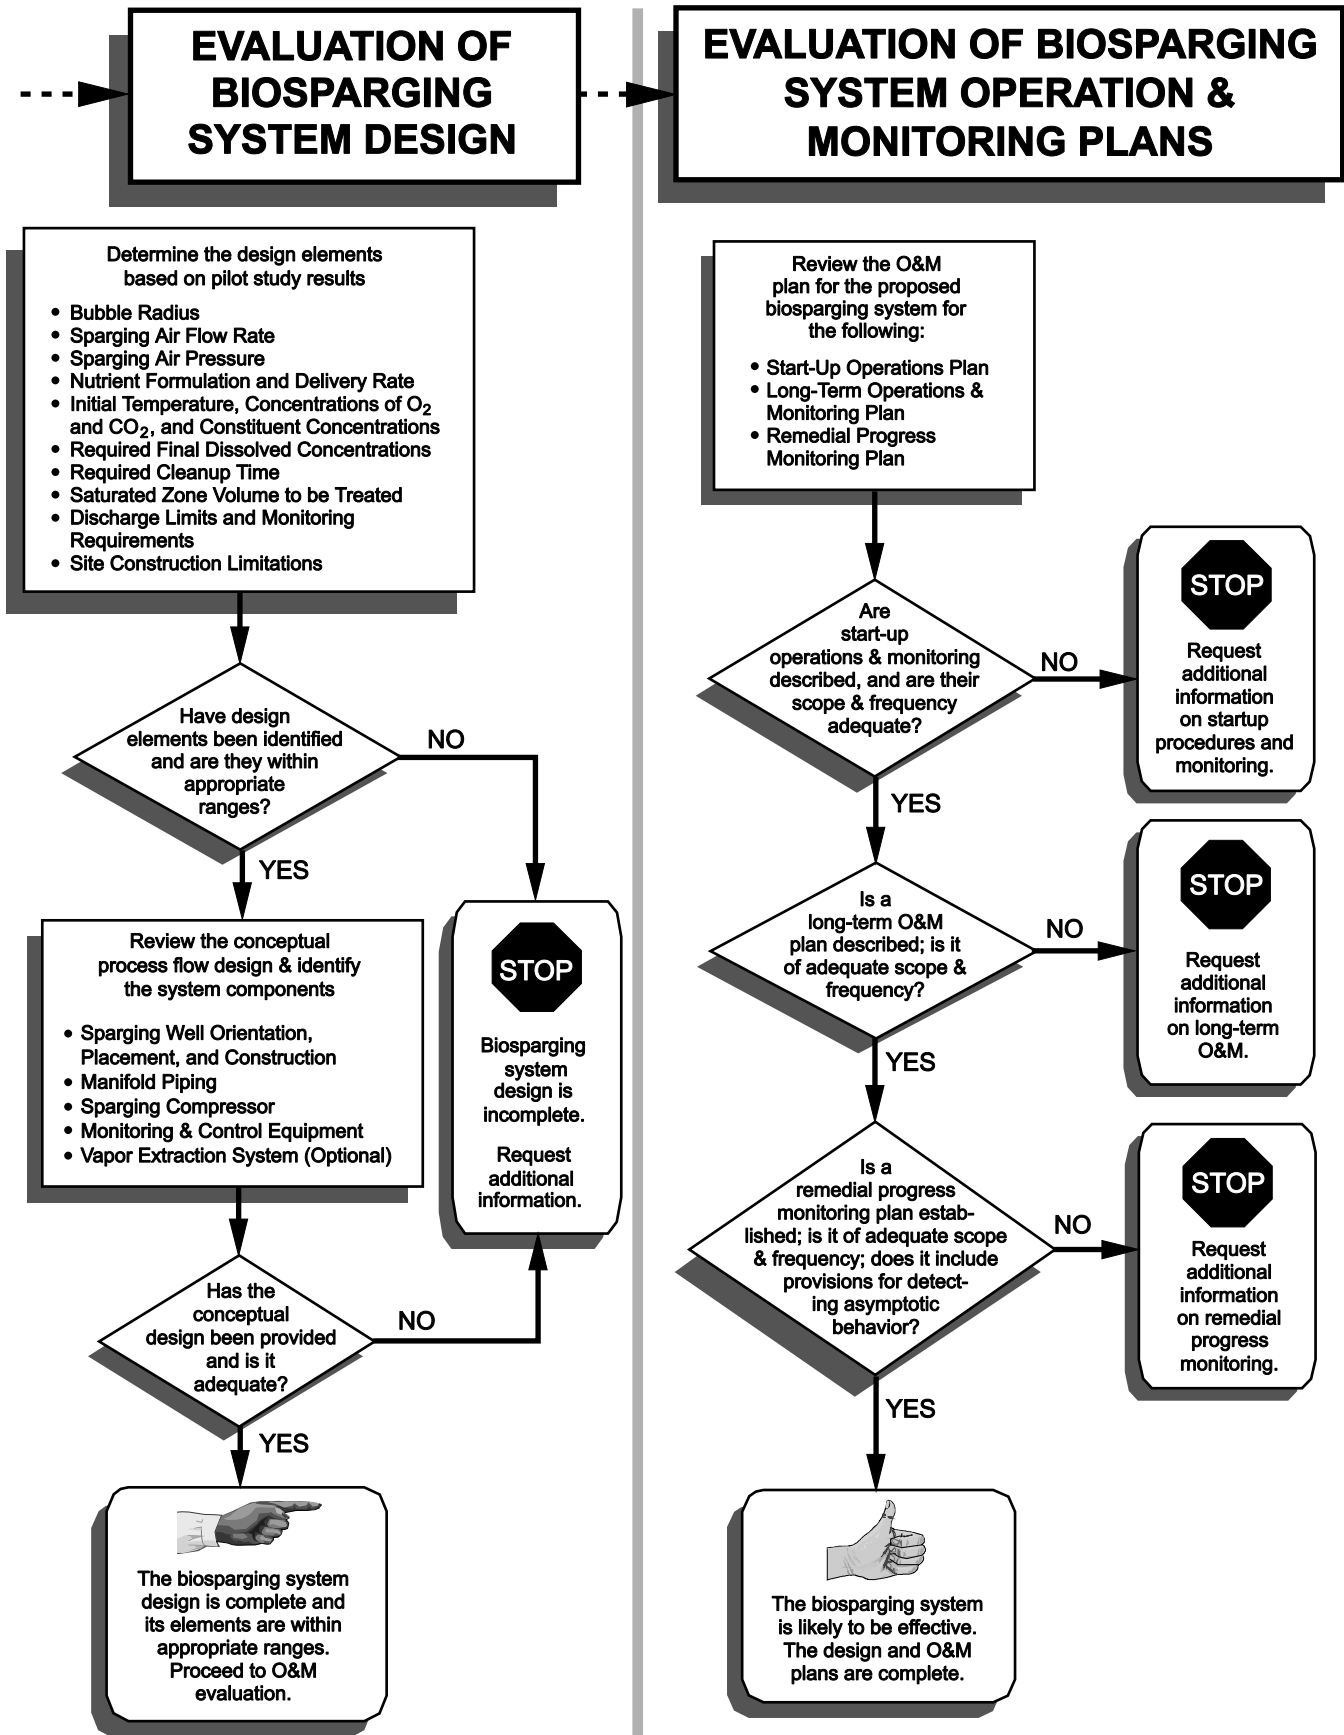 EVALUATION OF
BIOSPARGING
SYSTEM DESIGN
Determine the design elements
based on pilot study results
• Bubble Radius
• Sparging Air Flow Rate
• Sparging Air Pressure
• Nutrient Formulation and Delivery Rate
• Initial Temperature, Concentrations of O2
and CO2, and Constituent Concentrations
• Required Final Dissolved Concentrations
• Required Cleanup Time
• Saturated Zone Volume to be Treated
• Discharge Limits and Monitoring
Requirements
• Site Construction Limitations
Have design
elements been identified
and are they within
appropriate
ranges?
NO
YES
Review the conceptual
process flow design & identify
the system components
• Sparging Well Orientation,
Placement, and Construction
• Manifold Piping
• Sparging Compressor
• Monitoring & Control Equipment
• Vapor Extraction System (Optional)
STOP
Biosparging
system
design is
incomplete.
Request
additional
information.
Has the
conceptual
design been provided
and is it
adequate?
NO
YES
The biosparging system
design is complete and
its elements are within
appropriate ranges.
Proceed to O&M
evaluation.
EVALUATION OF BIOSPARGING
SYSTEM OPERATION &
MONITORING PLANS
Review the O&M
plan for the proposed
biosparging system for
the following:
• Start-Up Operations Plan
• Long-Term Operations &
Monitoring Plan
• Remedial Progress
Monitoring Plan
Are
start-up
operations & monitoring
described, and are their
scope & frequency
adequate?
NO
STOP
Request
additional
information
on startup
procedures and
monitoring.
YES
Is a
long-term O&M
plan described; is it
of adequate scope &
frequency?
NO
STOP
Request
additional
information
on long-term
O&M.
YES
Is a
remedial progress
monitoring plan estab-
lished; is it of adequate scope
& frequency; does it include
provisions for detect-
ing asymptotic
behavior?
NO
STOP
Request
additional
information
on remedial
progress
monitoring.
YES
The biosparging system
is likely to be effective.
The design and O&M
plans are complete.